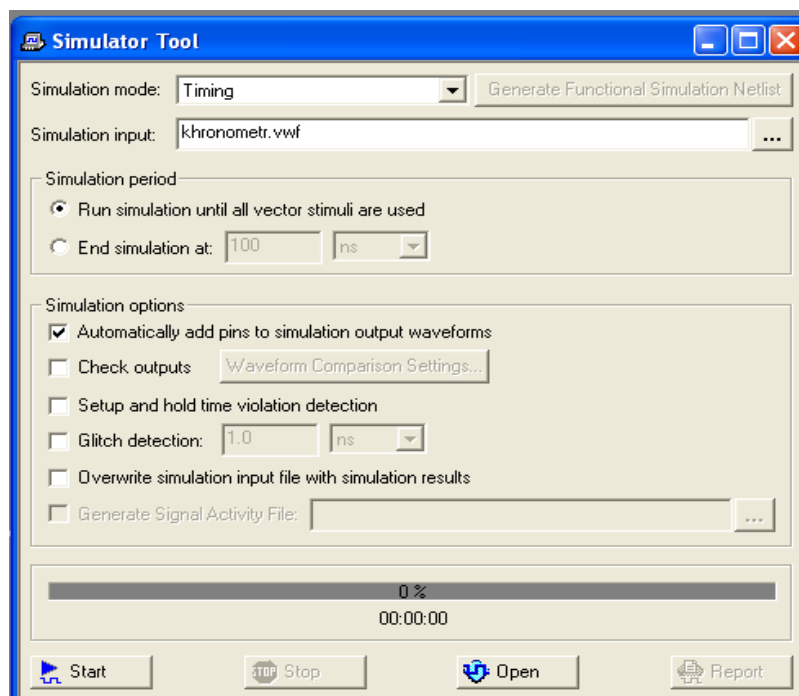 Simulator Tool
Simulation mode: Timing Generate Functional Simulation Netlist
Simulation input: khronometr.vwf ...
Simulation period
Run simulation until all vector stimuli are used
End simulation at: 100 ns
Simulation options
Automatically add pins to simulation output waveforms
Check outputs Waveform Comparison Settings...
Setup and hold time violation detection
Glitch detection: 1.0 ns
Overwrite simulation input file with simulation results
Generate Signal Activity File: ...
0 %
00:00:00
Start STOP Stop Open Report